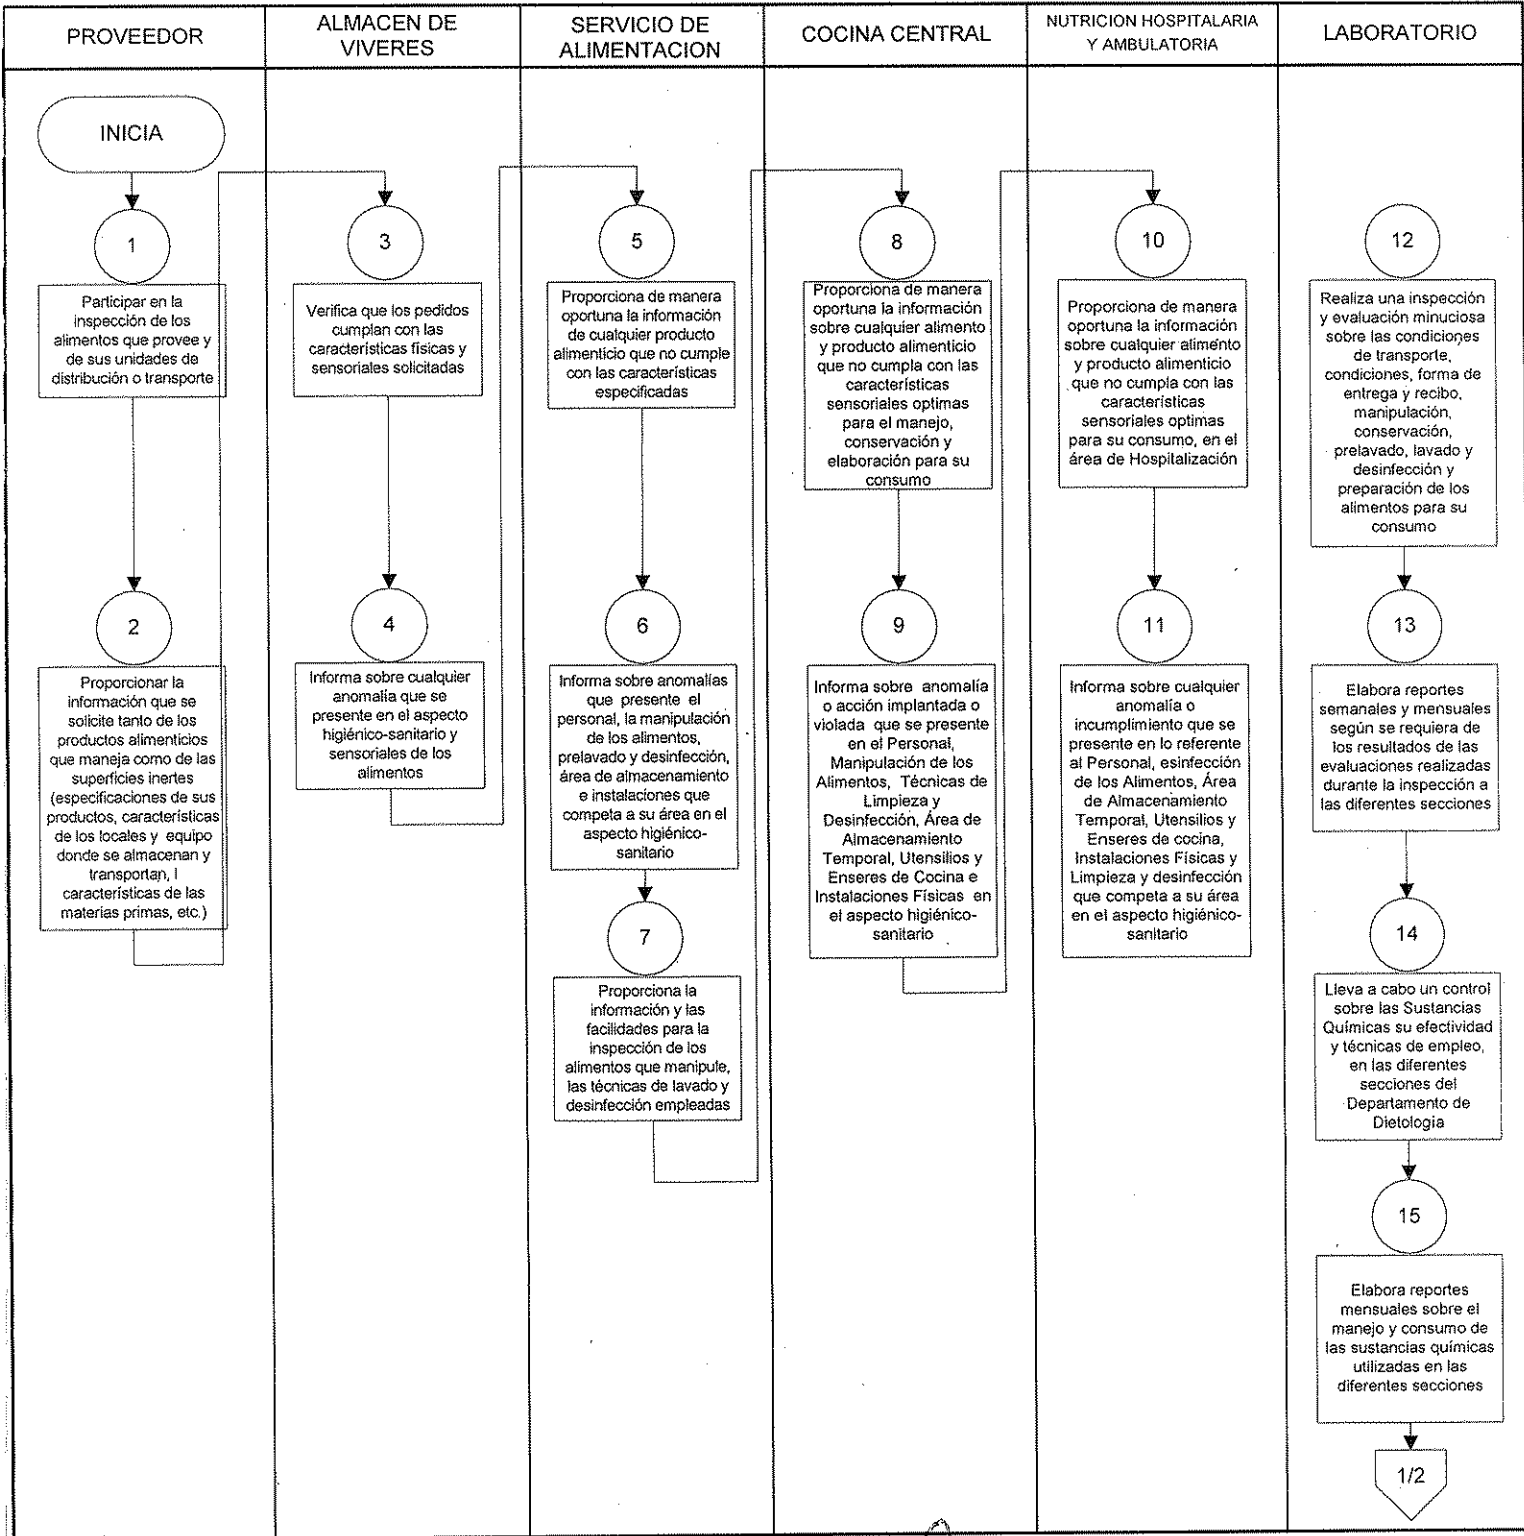 PROVEEDOR
ALMACEN DE
VIVERES
SERVICIO DE
ALIMENTACION
COCINA CENTRAL
NUTRICION HOSPITALARIA
Y AMBULATORIA
LABORATORIO
INICIA
1
Participar en la
inspección de los
alimentos que provee y
de sus unidades de
distribución o transporte
2
Proporcionar la
información que se
solicite tanto de los
productos alimenticios
que maneja como de las
superficies inertes
(especificaciones de sus
productos, características
de los locales y equipo
donde se almacenan y
transportan, l
características de las
materias primas, etc.)
3
Verifica que los pedidos
cumplan con las
características físicas y
sensoriales solicitadas
4
Informa sobre cualquier
anomalía que se
presente en el aspecto
higiénico-sanitario y
sensoriales de los
alimentos
5
Proporciona de manera
oportuna la información
de cualquier producto
alimenticio que no cumple
con las características
especificadas
6
Informa sobre anomalías
que presente el
personal, la manipulación
de los alimentos,
prelavado y desinfección,
área de almacenamiento
e instalaciones que
competa a su área en el
aspecto higiénico-
sanitario
7
Proporciona la
información y las
facilidades para la
inspección de los
alimentos que manipule,
las técnicas de lavado y
desinfección empleadas
8
Proporciona de manera
oportuna la información
sobre cualquier alimento
y producto alimenticio
que no cumpla con las
características
sensoriales optimas
para el manejo,
conservación y
elaboración para su
consumo
9
Informa sobre anomalía
o acción implantada o
violada que se presente
en el Personal,
Manipulación de los
Alimentos, Técnicas de
Limpieza y
Desinfección, Área de
Almacenamiento
Temporal, Utensilios y
Enseres de Cocina e
Instalaciones Físicas en
el aspecto higiénico-
sanitario
10
Proporciona de manera
oportuna la información
sobre cualquier alimento
y producto alimenticio
que no cumpla con las
características
sensoriales optimas
para su consumo, en el
área de Hospitalización
11
Informa sobre cualquier
anomalía o
incumplimiento que se
presente en lo referente
al Personal, esinfección
de los Alimentos, Área
de Almacenamiento
Temporal, Utensilios y
Enseres de cocina,
Instalaciones Físicas y
Limpieza y desinfección
que competa a su área
en el aspecto higiénico-
sanitario
12
Realiza una inspección
y evaluación minuciosa
sobre las condiciones
de transporte,
condiciones, forma de
entrega y recibo,
manipulación,
conservación,
prelavado, lavado y
desinfección y
preparación de los
alimentos para su
consumo
13
Elabora reportes
semanales y mensuales
según se requiera de
los resultados de las
evaluaciones realizadas
durante la inspección a
las diferentes secciones
14
Lleva a cabo un control
sobre las Sustancias
Químicas su efectividad
y técnicas de empleo,
en las diferentes
secciones del
Departamento de
Dietología
15
Elabora reportes
mensuales sobre el
manejo y consumo de
las sustancias químicas
utilizadas en las
diferentes secciones
1/2